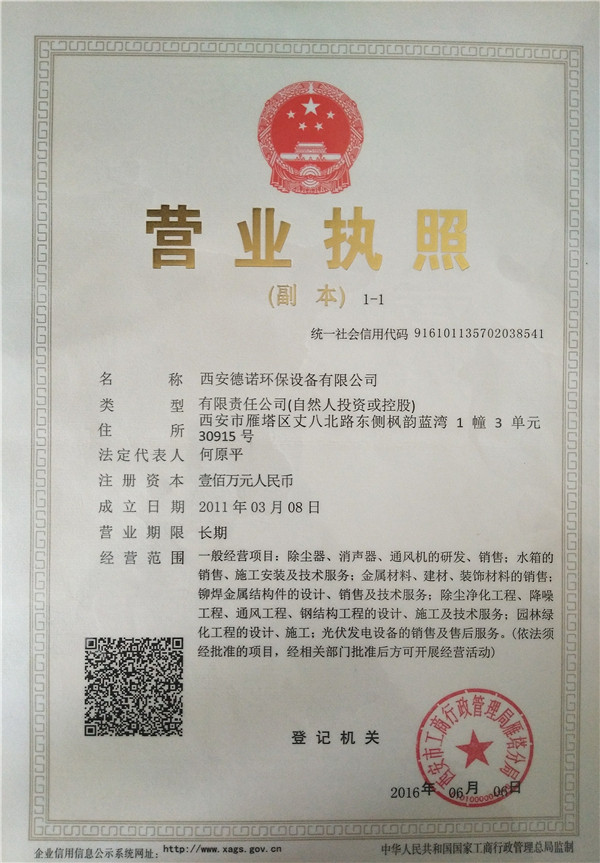 营业执照
(副 本) 1-1
统一社会信用代码 916101135702038541
名 称 西安德诺环保设备有限公司
类 型 有限责任公司(自然人投资或控股)
住 所 西安市雁塔区丈八北路东侧枫韵蓝湾 1 幢 3 单元
30915 号
法定代表人 何原平
注册资本 壹佰万元人民币
成立日期 2011 年 03 月 08 日
营业期限 长期
经营范围 一般经营项目：除尘器、消声器、通风机的研发、销售；水箱的
销售、施工安装及技术服务；金属材料、建材、装饰材料的销售；
铆焊金属结构件的设计、销售及技术服务；除尘净化工程、降噪
工程、通风工程、钢结构工程的设计、施工及技术服务；园林绿
化工程的设计、施工；光伏发电设备的销售及售后服务。(依法须
经批准的项目，经相关部门批准后方可开展经营活动)
登记机关
西安市工商行政管理局雁塔分局
2016年 06月 06日
企业信用信息公示系统网址： http://www.xags.gov.cn
中华人民共和国国家工商行政管理总局监制